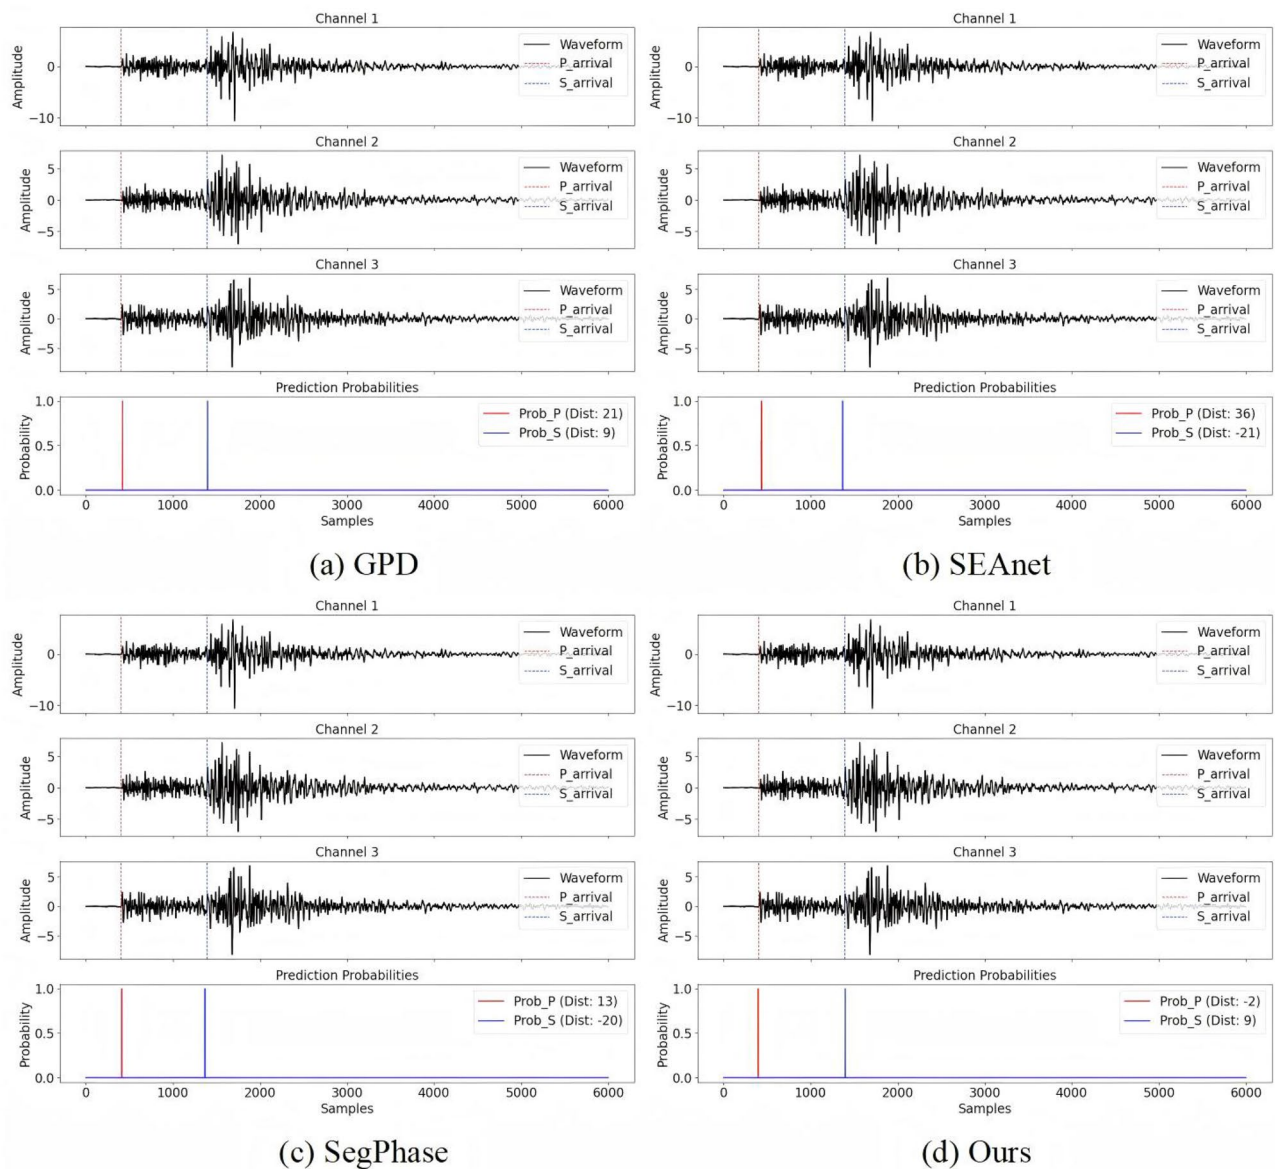 Channel 1
Amplitude
0
−10
Waveform
P_arrival
S_arrival
Channel 2
Amplitude
5
0
−5
Waveform
P_arrival
S_arrival
Channel 3
Amplitude
5
0
−5
Waveform
P_arrival
S_arrival
Prediction Probabilities
Probability
1.0
0.5
0.0
Prob_P (Dist: 21)
Prob_S (Dist: 9)
0 1000 2000 3000 4000 5000 6000
Samples
(a) GPD
Channel 1
Amplitude
0
−10
Waveform
P_arrival
S_arrival
Channel 2
Amplitude
5
0
−5
Waveform
P_arrival
S_arrival
Channel 3
Amplitude
5
0
−5
Waveform
P_arrival
S_arrival
Prediction Probabilities
Probability
1.0
0.5
0.0
Prob_P (Dist: 36)
Prob_S (Dist: -21)
0 1000 2000 3000 4000 5000 6000
Samples
(b) SEAnet
Channel 1
Amplitude
0
−10
Waveform
P_arrival
S_arrival
Channel 2
Amplitude
5
0
−5
Waveform
P_arrival
S_arrival
Channel 3
Amplitude
5
0
−5
Waveform
P_arrival
S_arrival
Prediction Probabilities
Probability
1.0
0.5
0.0
Prob_P (Dist: 13)
Prob_S (Dist: -20)
0 1000 2000 3000 4000 5000 6000
Samples
(c) SegPhase
Channel 1
Amplitude
0
−10
Waveform
P_arrival
S_arrival
Channel 2
Amplitude
5
0
−5
Waveform
P_arrival
S_arrival
Channel 3
Amplitude
5
0
−5
Waveform
P_arrival
S_arrival
Prediction Probabilities
Probability
1.0
0.5
0.0
Prob_P (Dist: -2)
Prob_S (Dist: 9)
0 1000 2000 3000 4000 5000 6000
Samples
(d) Ours